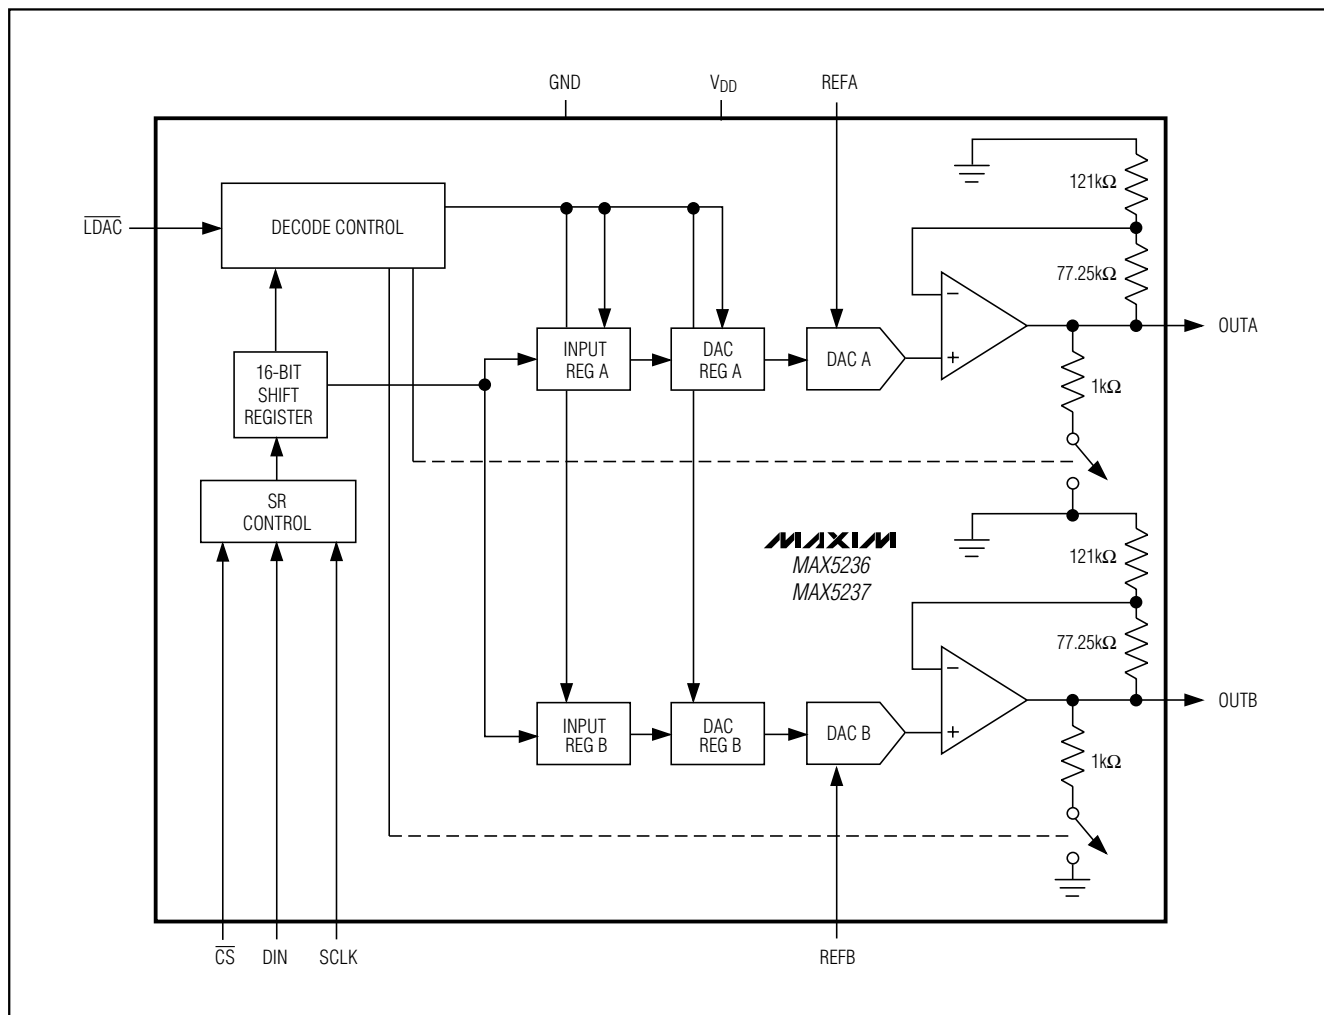 GND
VDD
REFA
121kΩ
LDAC
DECODE CONTROL
77.25kΩ
−
OUTA
INPUT
REG A
DAC
REG A
DAC A
+
16-BIT
SHIFT
REGISTER
1kΩ
SR
CONTROL
MAXIM
MAX5236
MAX5237
121kΩ
77.25kΩ
−
OUTB
INPUT
REG B
DAC
REG B
DAC B
+
1kΩ
CS
DIN
SCLK
REFB